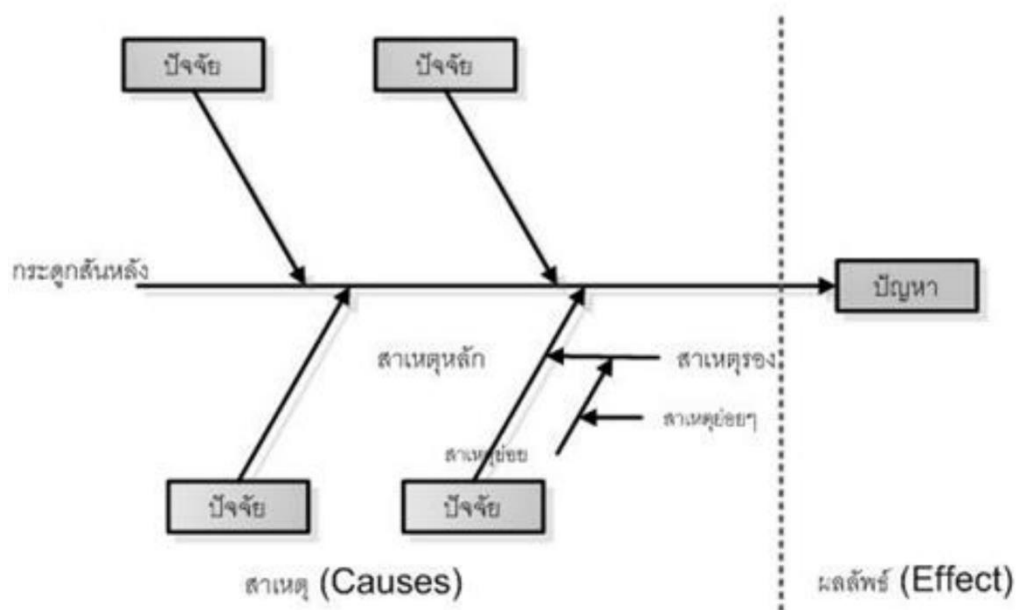 ปัจจัย
ปัจจัย
กระดูกสันหลัง
ปัญหา
สาเหตุหลัก
สาเหตุรอง
สาเหตุย่อยๆ
สาเหตุย่อย
ปัจจัย
ปัจจัย
สาเหตุ (Causes)
ผลลัพธ์ (Effect)